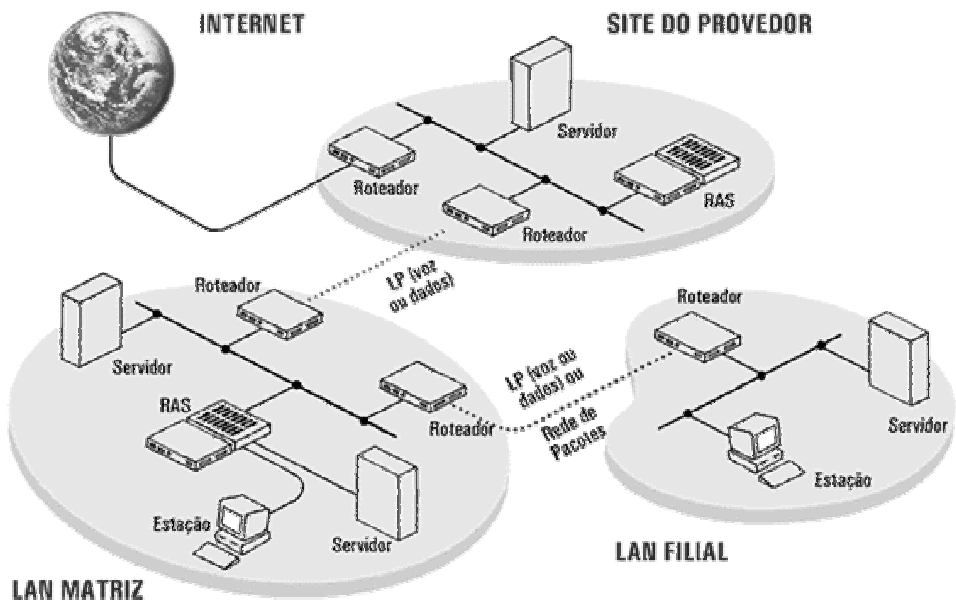 INTERNET
SITE DO PROVEDOR
Servidor
Roteador
RAS
Roteador
LP (voz
ou dados)
Roteador
Servidor
RAS
Roteador
Estação
Servidor
LAN MATRIZ
LP (voz ou
dados) ou
Rede de
Pacotes
Roteador
Servidor
Estação
LAN FILIAL